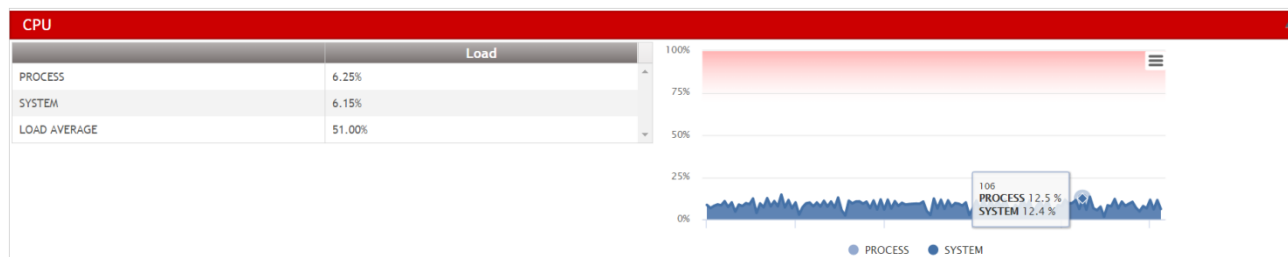 CPU
Load
PROCESS 6.25%
SYSTEM 6.15%
LOAD AVERAGE 51.00%
100%
75%
50%
25%
0%
106
PROCESS 12.5 %
SYSTEM 12.4 %
PROCESS SYSTEM